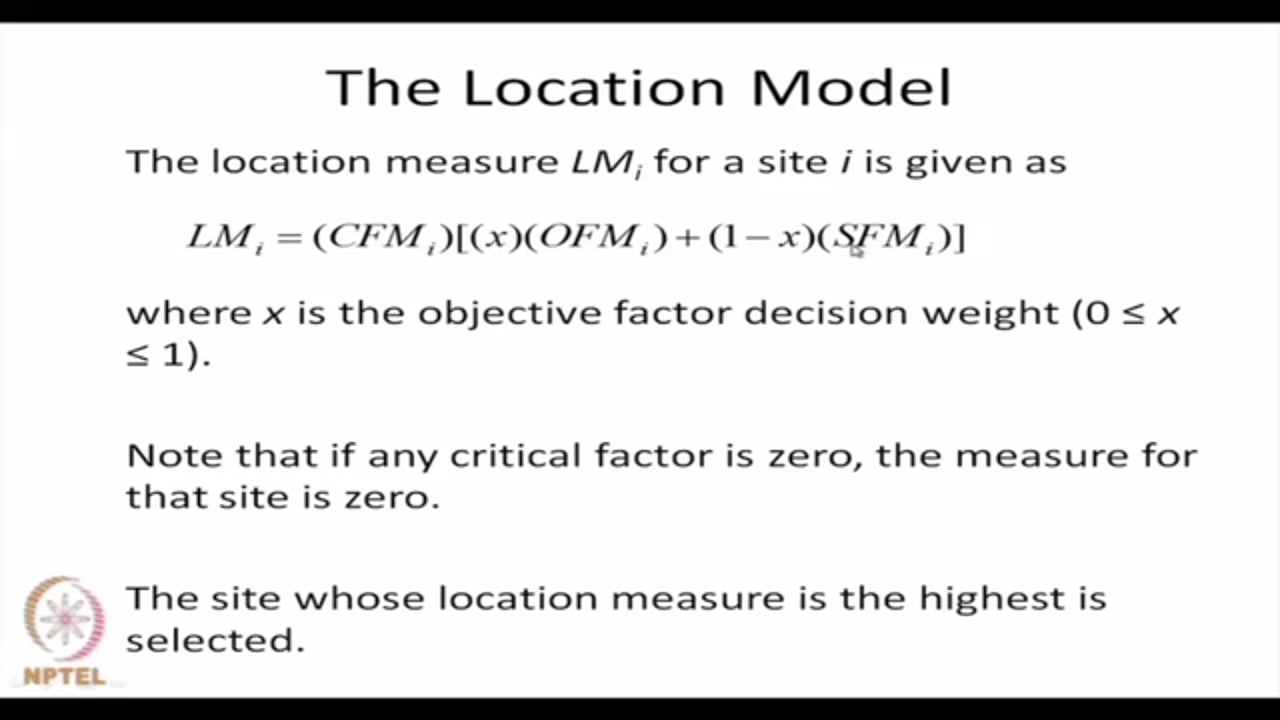 The Location Model
The location measure LMᵢ for a site i is given as
LMᵢ = (CFMᵢ)[(x)(OFMᵢ) + (1 − x)(SFMᵢ)]
where x is the objective factor decision weight (0 ≤ x
≤ 1).
Note that if any critical factor is zero, the measure for
that site is zero.
The site whose location measure is the highest is
selected.
NPTEL